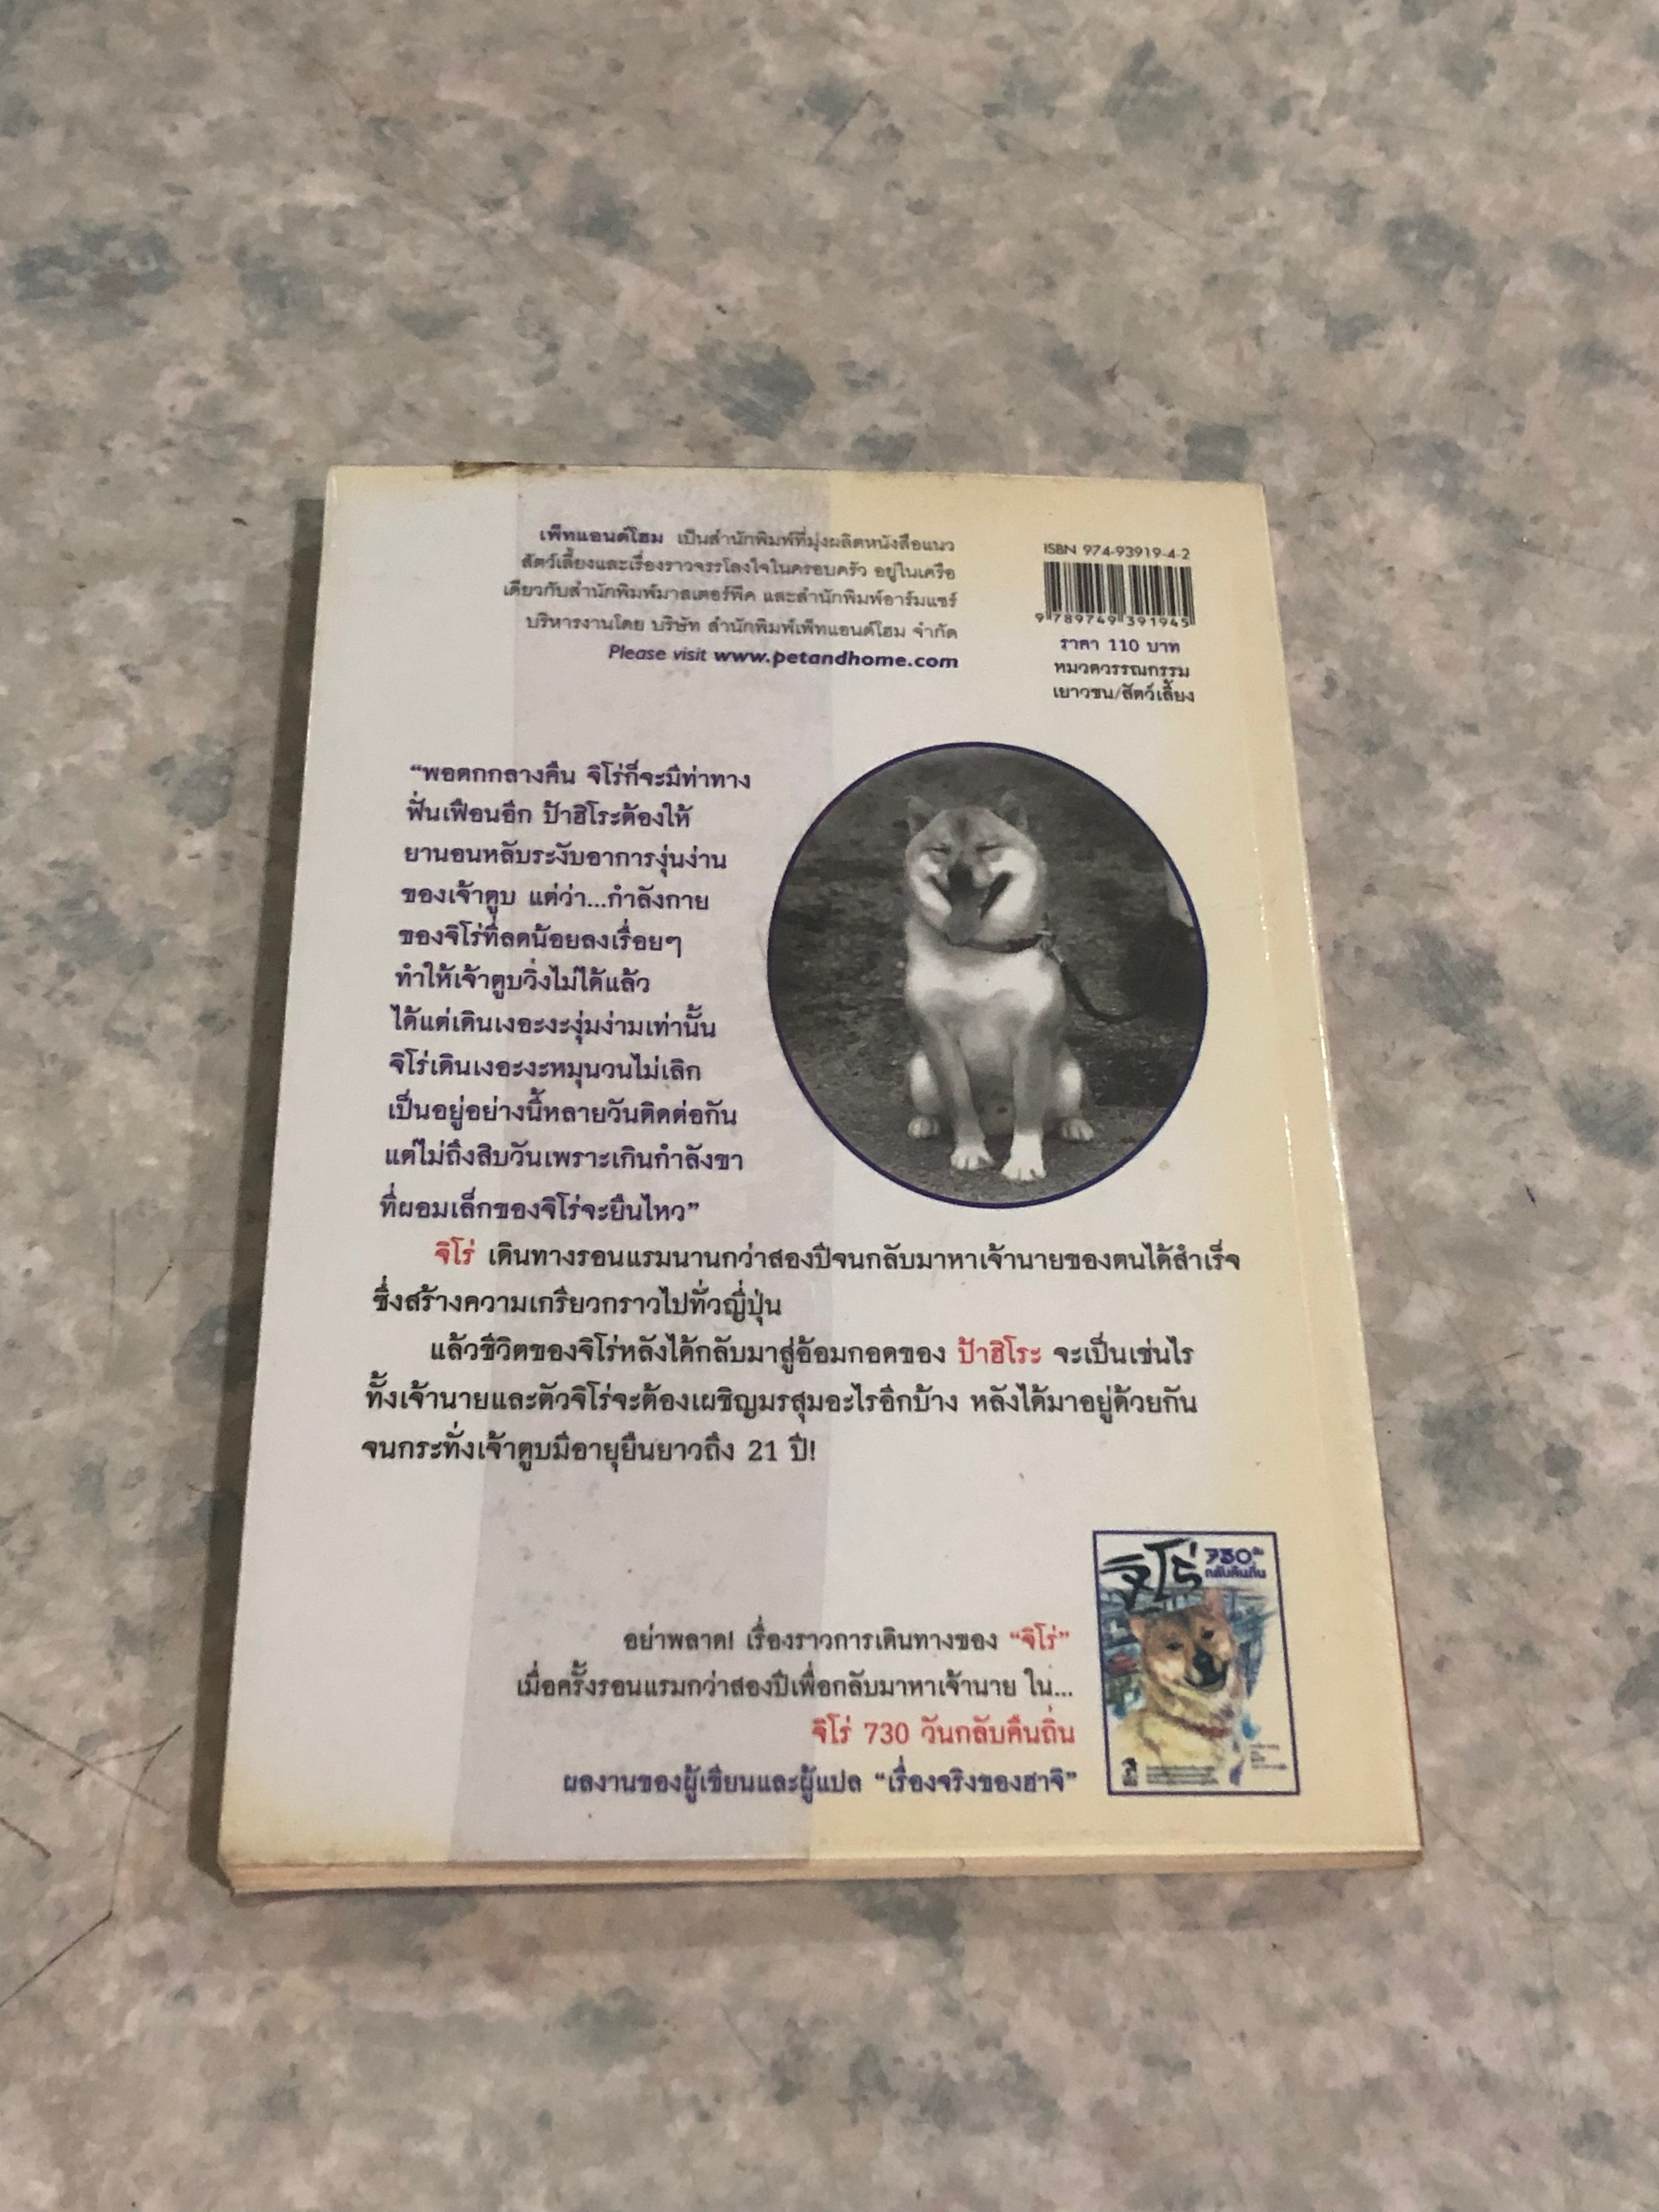 เพ็ทแอนด์โฮม เป็นสำนักพิมพ์ที่มุ่งผลิตหนังสือแนว
สัตว์เลี้ยงและเรื่องราวจรรโลงใจในครอบครัว อยู่ในเครือ
เดียวกับสำนักพิมพ์มาสเตอร์พีค และสำนักพิมพ์อาร์มแชร์
บริหารงานโดย บริษัท สำนักพิมพ์เพ็ทแอนด์โฮม จำกัด
Please visit www.petandhome.com
ISBN 974-93919-4-2
9 789749 391945
ราคา 110 บาท
หมวดวรรณกรรม
เยาวชน/สัตว์เลี้ยง
“พอตกกลางคืน จิโร่ก็จะมีท่าทาง
ฟั่นเฟือนอีก ป้าฮิโระต้องให้
ยานอนหลับระงับอาการงุ่นง่าน
ของเจ้าตูบ แต่ว่า...กำลังกาย
ของจิโร่ที่ลดน้อยลงเรื่อยๆ
ทำให้เจ้าตูบวิ่งไม่ได้แล้ว
ได้แต่เดินเงอะงะงุ่มง่ามเท่านั้น
จิโร่เดินเงอะงะหมุนวนไม่เลิก
เป็นอยู่อย่างนี้หลายวันติดต่อกัน
แต่ไม่ถึงสิบวันเพราะเกินกำลังขา
ที่ผอมเล็กของจิโร่จะยืนไหว”
จิโร่ เดินทางรอนแรมนานกว่าสองปีจนกลับมาหาเจ้านายของตนได้สำเร็จ
ซึ่งสร้างความเกรียวกราวไปทั่วญี่ปุ่น
แล้วชีวิตของจิโร่หลังได้กลับมาสู่อ้อมกอดของ ป้าฮิโระ จะเป็นเช่นไร
ทั้งเจ้านายและตัวจิโร่จะต้องเผชิญมรสุมอะไรอีกบ้าง หลังได้มาอยู่ด้วยกัน
จนกระทั่งเจ้าตูบมีอายุยืนยาวถึง 21 ปี!
อย่าพลาด! เรื่องราวการเดินทางของ “จิโร่”
เมื่อครั้งรอนแรมกว่าสองปีเพื่อกลับมาหาเจ้านาย ใน...
จิโร่ 730 วันกลับคืนถิ่น
ผลงานของผู้เขียนและผู้แปล “เรื่องจริงของฮาจิ”
จิโร่ 730 วัน
กลับคืนถิ่น